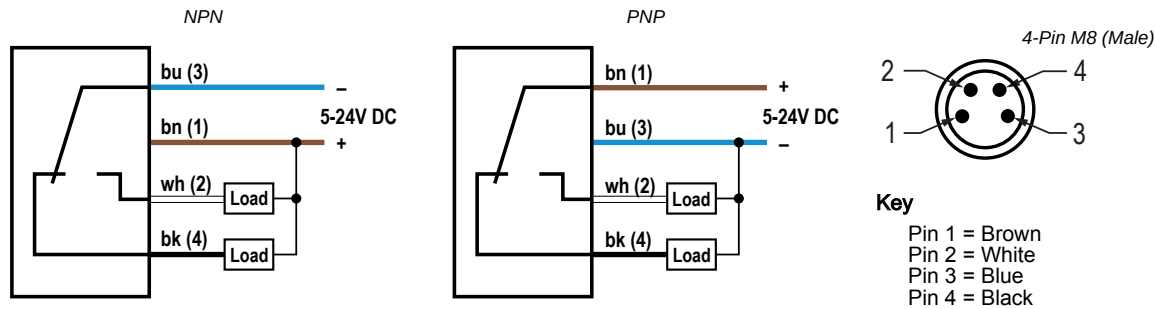 NPN
bu (3)
–
5-24V DC
bn (1)
+
wh (2)
Load
bk (4)
Load
PNP
bn (1)
+
5-24V DC
bu (3)
–
wh (2)
Load
bk (4)
Load
4-Pin M8 (Male)
2
4
1
3
Key
Pin 1 = Brown
Pin 2 = White
Pin 3 = Blue
Pin 4 = Black